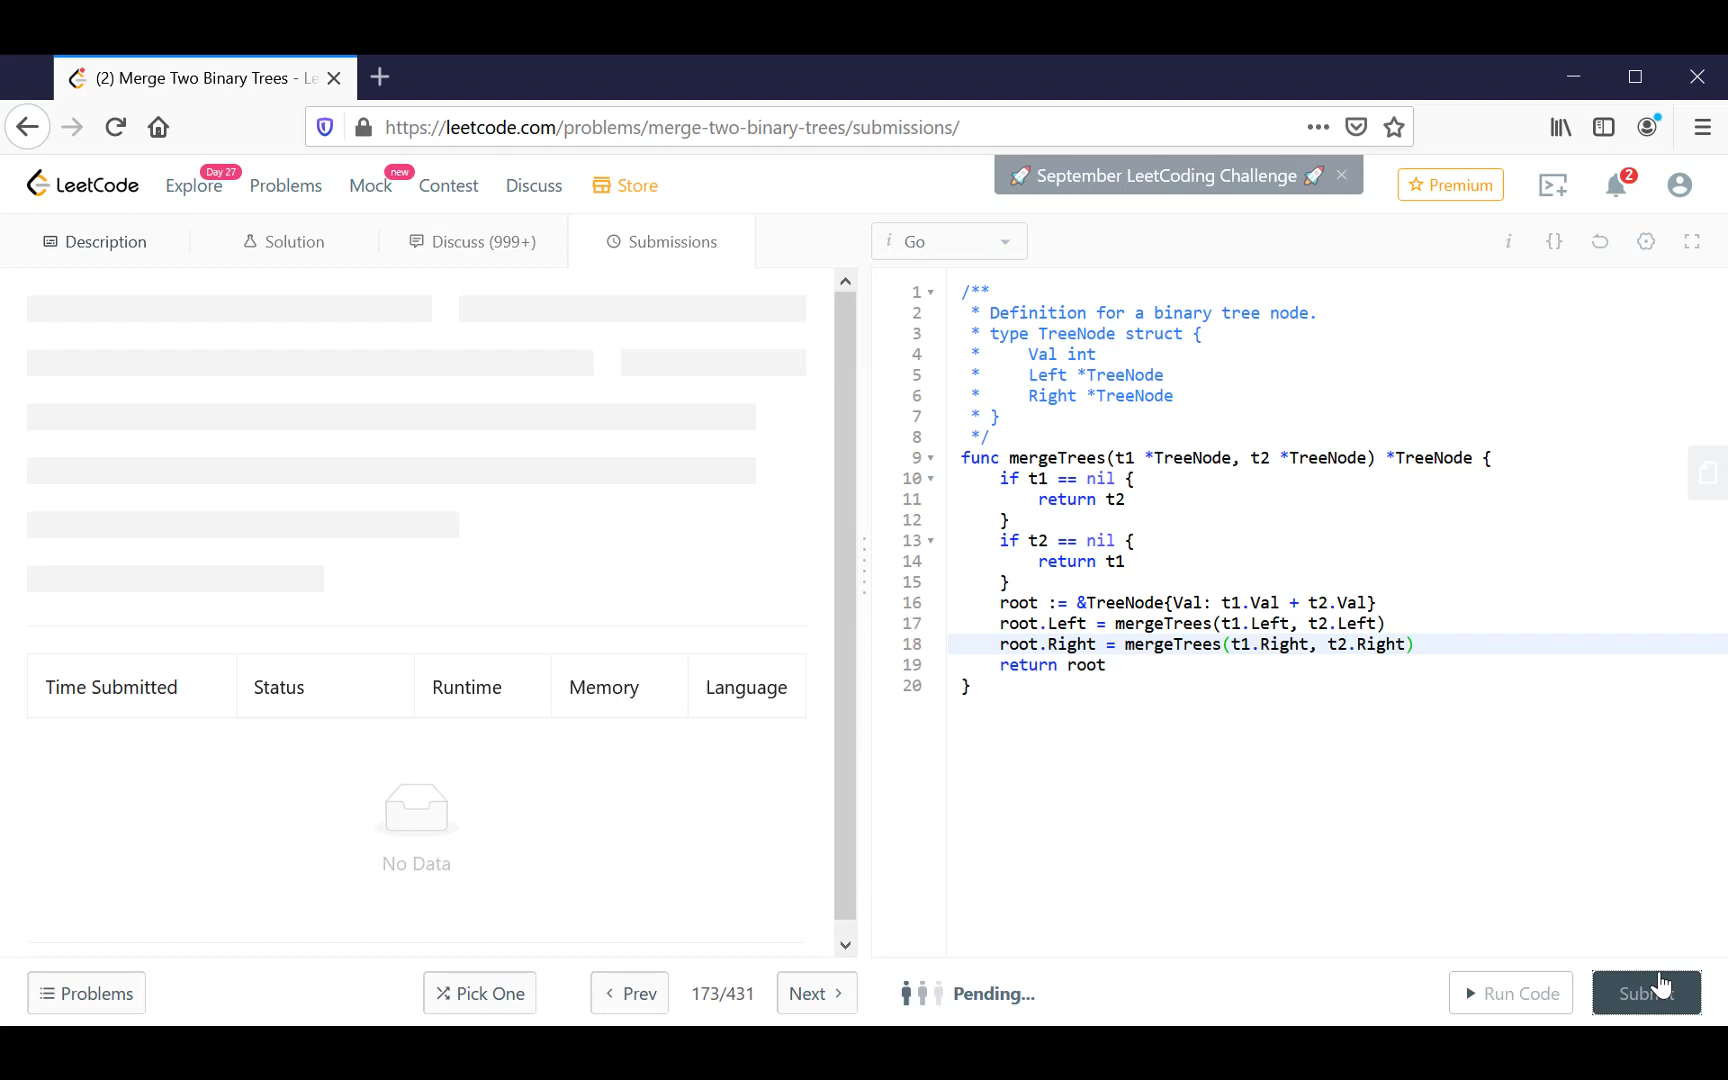 (2) Merge Two Binary Trees - Le
https://leetcode.com/problems/merge-two-binary-trees/submissions/
LeetCode
Explore
Day 27
Problems
Mock
new
Contest
Discuss
Store
🚀 September LeetCoding Challenge 🚀
Premium
2
Description
Solution
Discuss (999+)
Submissions
i Go
i {}
1 /**
2 * Definition for a binary tree node.
3 * type TreeNode struct {
4 *     Val int
5 *     Left *TreeNode
6 *     Right *TreeNode
7 * }
8 */
9 func mergeTrees(t1 *TreeNode, t2 *TreeNode) *TreeNode {
10     if t1 == nil {
11         return t2
12     }
13     if t2 == nil {
14         return t1
15     }
16     root := &TreeNode{Val: t1.Val + t2.Val}
17     root.Left = mergeTrees(t1.Left, t2.Left)
18     root.Right = mergeTrees(t1.Right, t2.Right)
19     return root
20 }
Time Submitted Status Runtime Memory Language
No Data
Problems
Pick One
Prev
173/431
Next
Pending...
Run Code